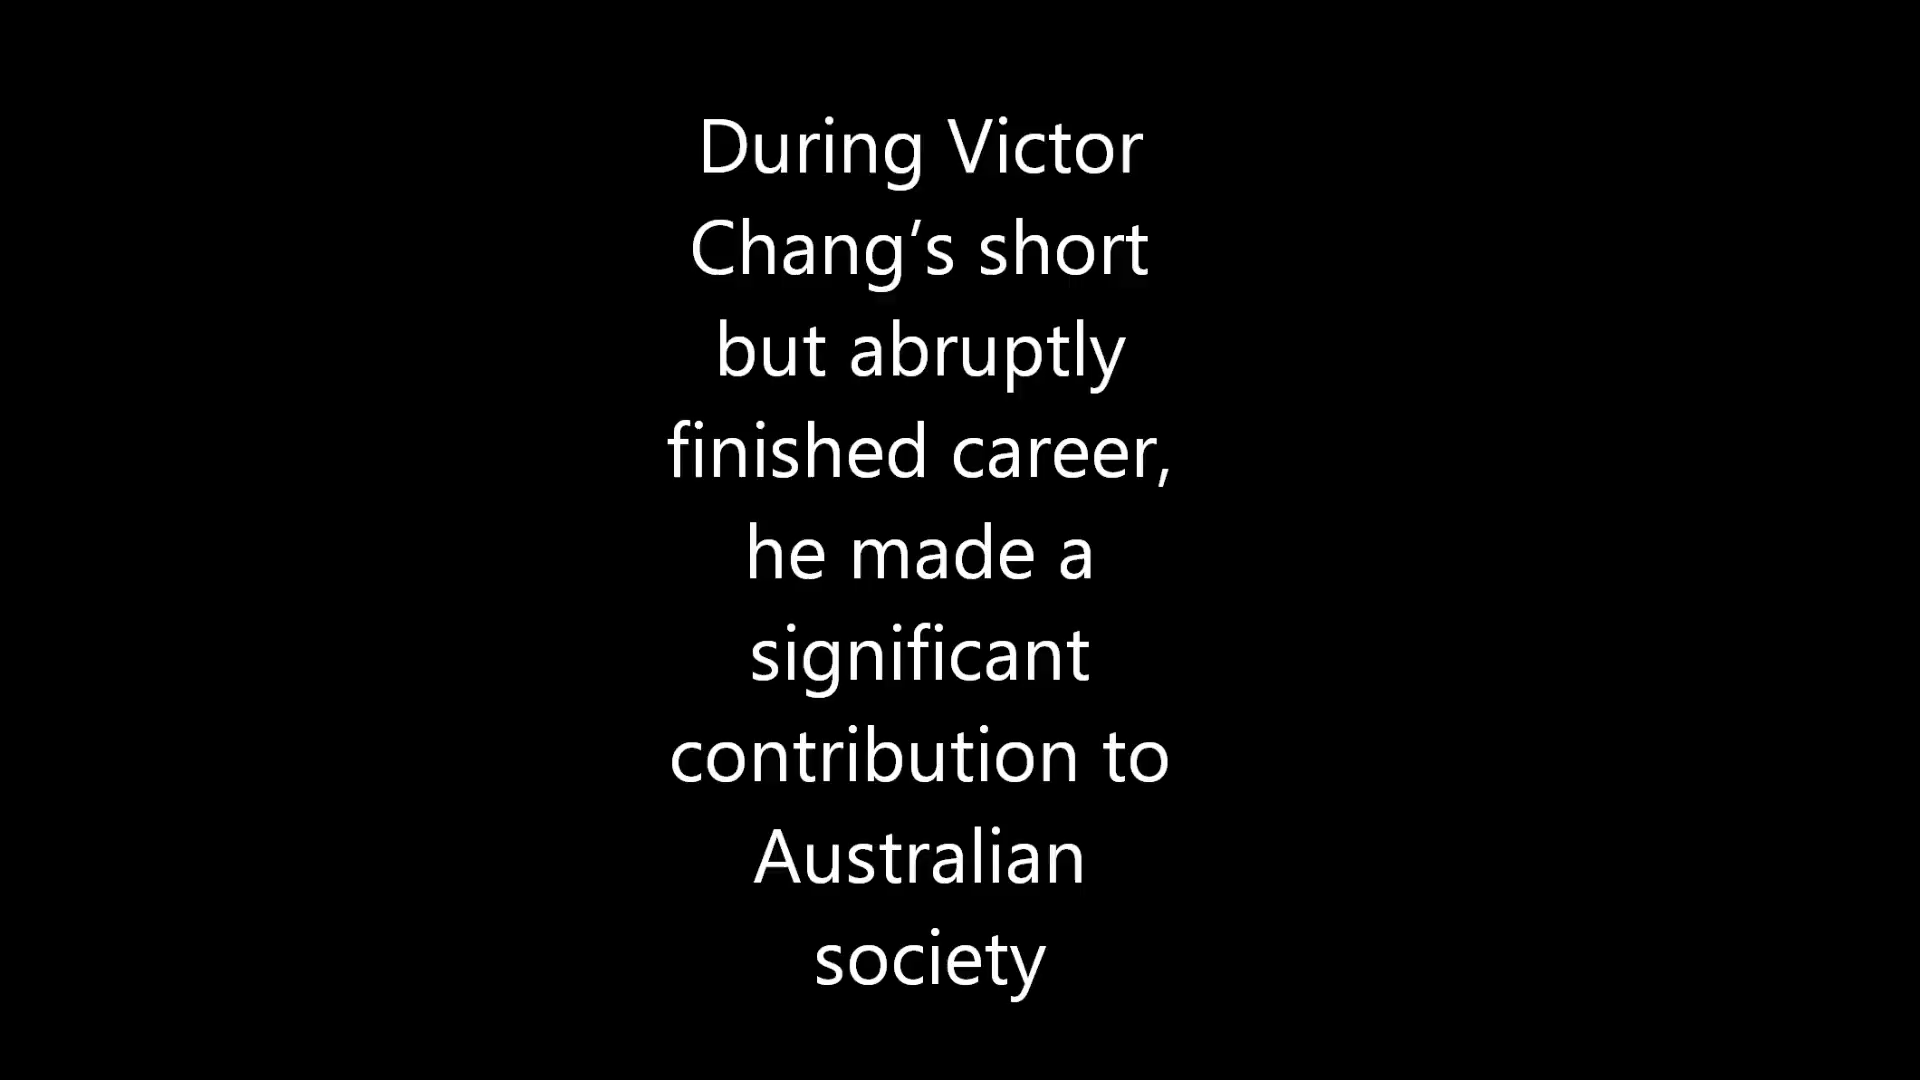 During Victor
Chang’s short
but abruptly
finished career,
he made a
significant
contribution to
Australian
society